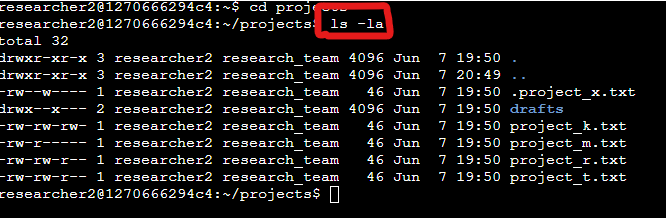 researcher2@1270666294c4:~$ cd projects
researcher2@1270666294c4:~/projects$ ls -la
total 32
drwxr-xr-x 3 researcher2 research_team 4096 Jun  7 19:50 .
drwxr-xr-x 3 researcher2 research_team 4096 Jun  7 20:49 ..
-rw--w---- 1 researcher2 research_team   46 Jun  7 19:50 .project_x.txt
drwx--x--- 2 researcher2 research_team 4096 Jun  7 19:50 drafts
-rw-rw-rw- 1 researcher2 research_team   46 Jun  7 19:50 project_k.txt
-rw-r----- 1 researcher2 research_team   46 Jun  7 19:50 project_m.txt
-rw-rw-r-- 1 researcher2 research_team   46 Jun  7 19:50 project_r.txt
-rw-rw-r-- 1 researcher2 research_team   46 Jun  7 19:50 project_t.txt
researcher2@1270666294c4:~/projects$